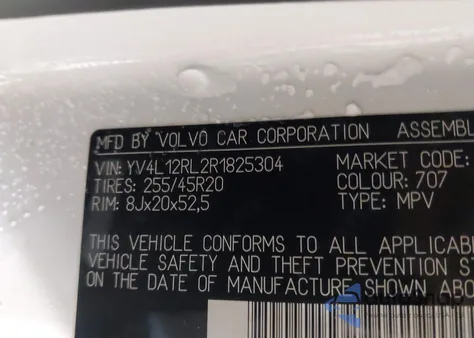 MFD BY VOLVO CAR CORPORATION ASSEMBL
VIN: YV4L12RL2R1825304 MARKET CODE:
TIRES: 255/45R20 COLOUR: 707
RIM: 8Jx20x52,5 TYPE: MPV
THIS VEHICLE CONFORMS TO ALL APPLICABL
VEHICLE SAFETY AND THEFT PREVENTION S
ON THE DATE OF MANUFACTURE SHOWN ABO